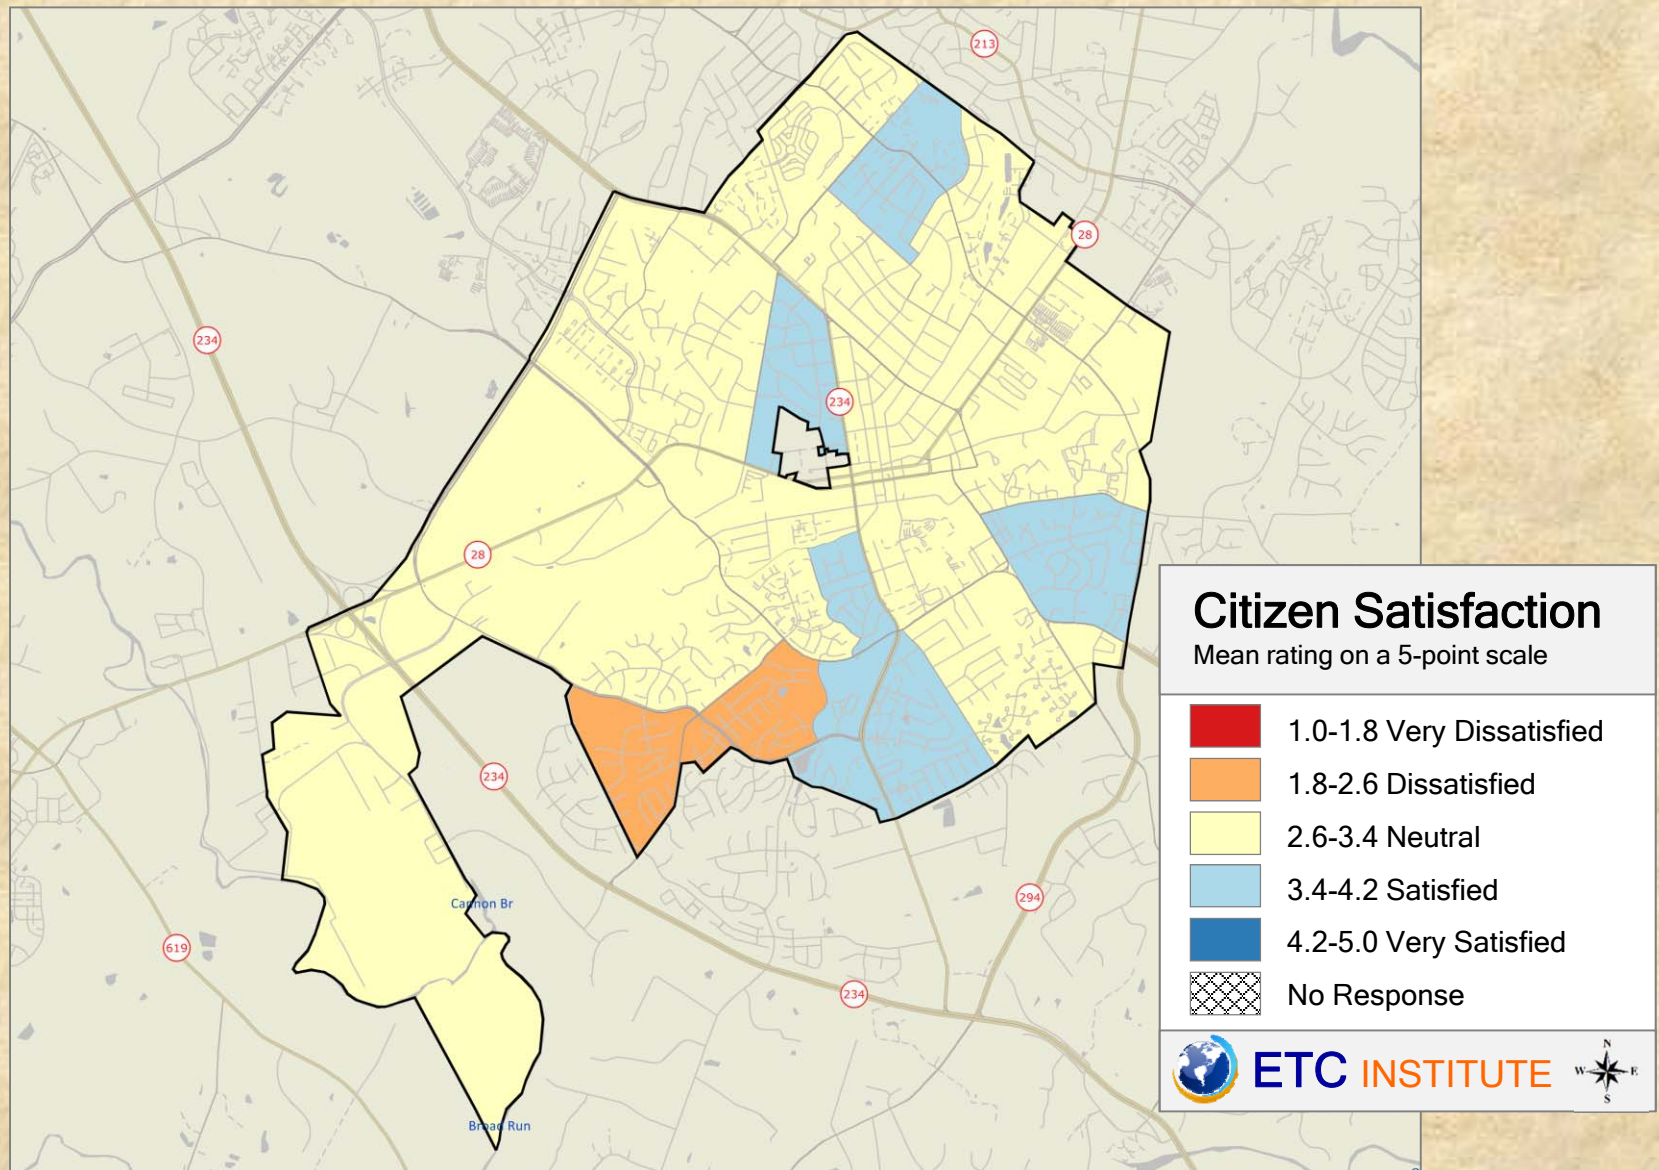 213
28
234
234
28
234
294
Cannon Br
619
234
Broad Run
Citizen Satisfaction
Mean rating on a 5-point scale
1.0-1.8 Very Dissatisfied
1.8-2.6 Dissatisfied
2.6-3.4 Neutral
3.4-4.2 Satisfied
4.2-5.0 Very Satisfied
No Response
ETC INSTITUTE
N
W E
S